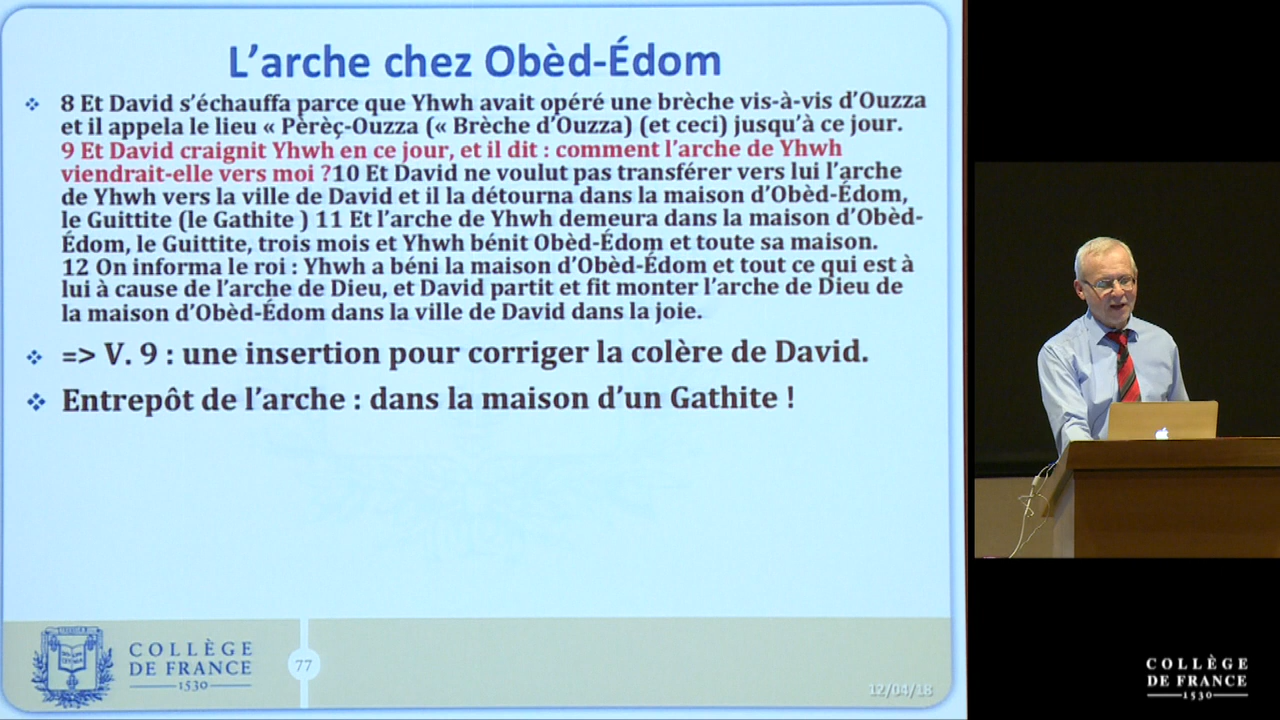 L'arche chez Obèd-Édom
8 Et David s'échauffa parce que Yhwh avait opéré une brèche vis-à-vis d'Ouzza
et il appela le lieu « Pèrèç-Ouzza (« Brèche d'Ouzza) (et ceci) jusqu'à ce jour.
9 Et David craignit Yhwh en ce jour, et il dit : comment l'arche de Yhwh
viendrait-elle vers moi ?10 Et David ne voulut pas transférer vers lui l'arche
de Yhwh vers la ville de David et il la détourna dans la maison d'Obèd-Édom,
le Guittite (le Gathite ) 11 Et l'arche de Yhwh demeura dans la maison d'Obèd-
Édom, le Guittite, trois mois et Yhwh bénit Obèd-Édom et toute sa maison.
12 On informa le roi : Yhwh a béni la maison d'Obèd-Édom et tout ce qui est à
lui à cause de l'arche de Dieu, et David partit et fit monter l'arche de Dieu de
la maison d'Obèd-Édom dans la ville de David dans la joie.
=> V. 9 : une insertion pour corriger la colère de David.
Entrepôt de l'arche : dans la maison d'un Gathite !
COLLÈGE
DE FRANCE
1530
77
12/04/18
COLLÈGE
DE FRANCE
1530